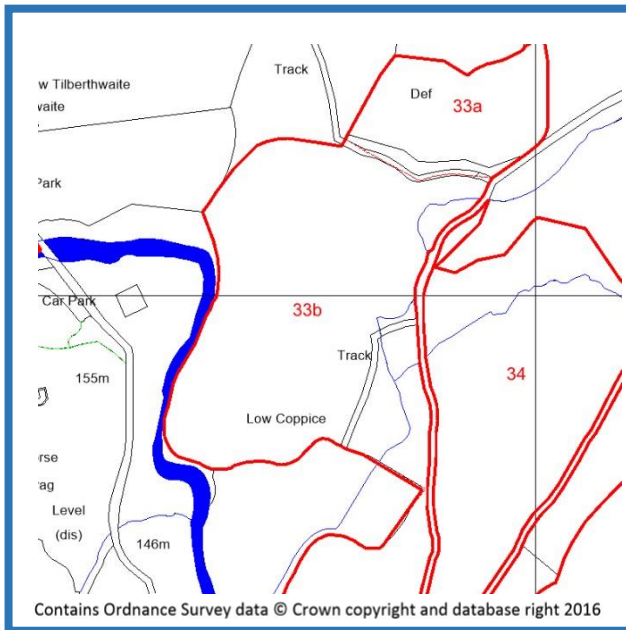 Track
w Tilberthwaite
waite
Def
33a
Park
Car Park
33b
Track
155m
34
Low Coppice
orse
rag
Level
(dis)
146m
Contains Ordnance Survey data © Crown copyright and database right 2016